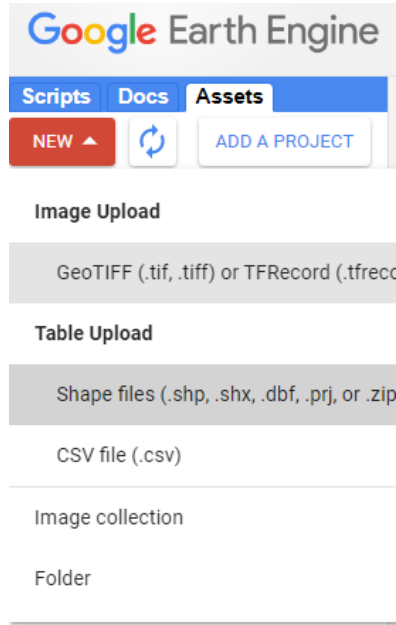 Google Earth Engine
Scripts Docs Assets
NEW ADD A PROJECT
Image Upload
GeoTIFF (.tif, .tiff) or TFRecord (.tfreco
Table Upload
Shape files (.shp, .shx, .dbf, .prj, or .zip
CSV file (.csv)
Image collection
Folder